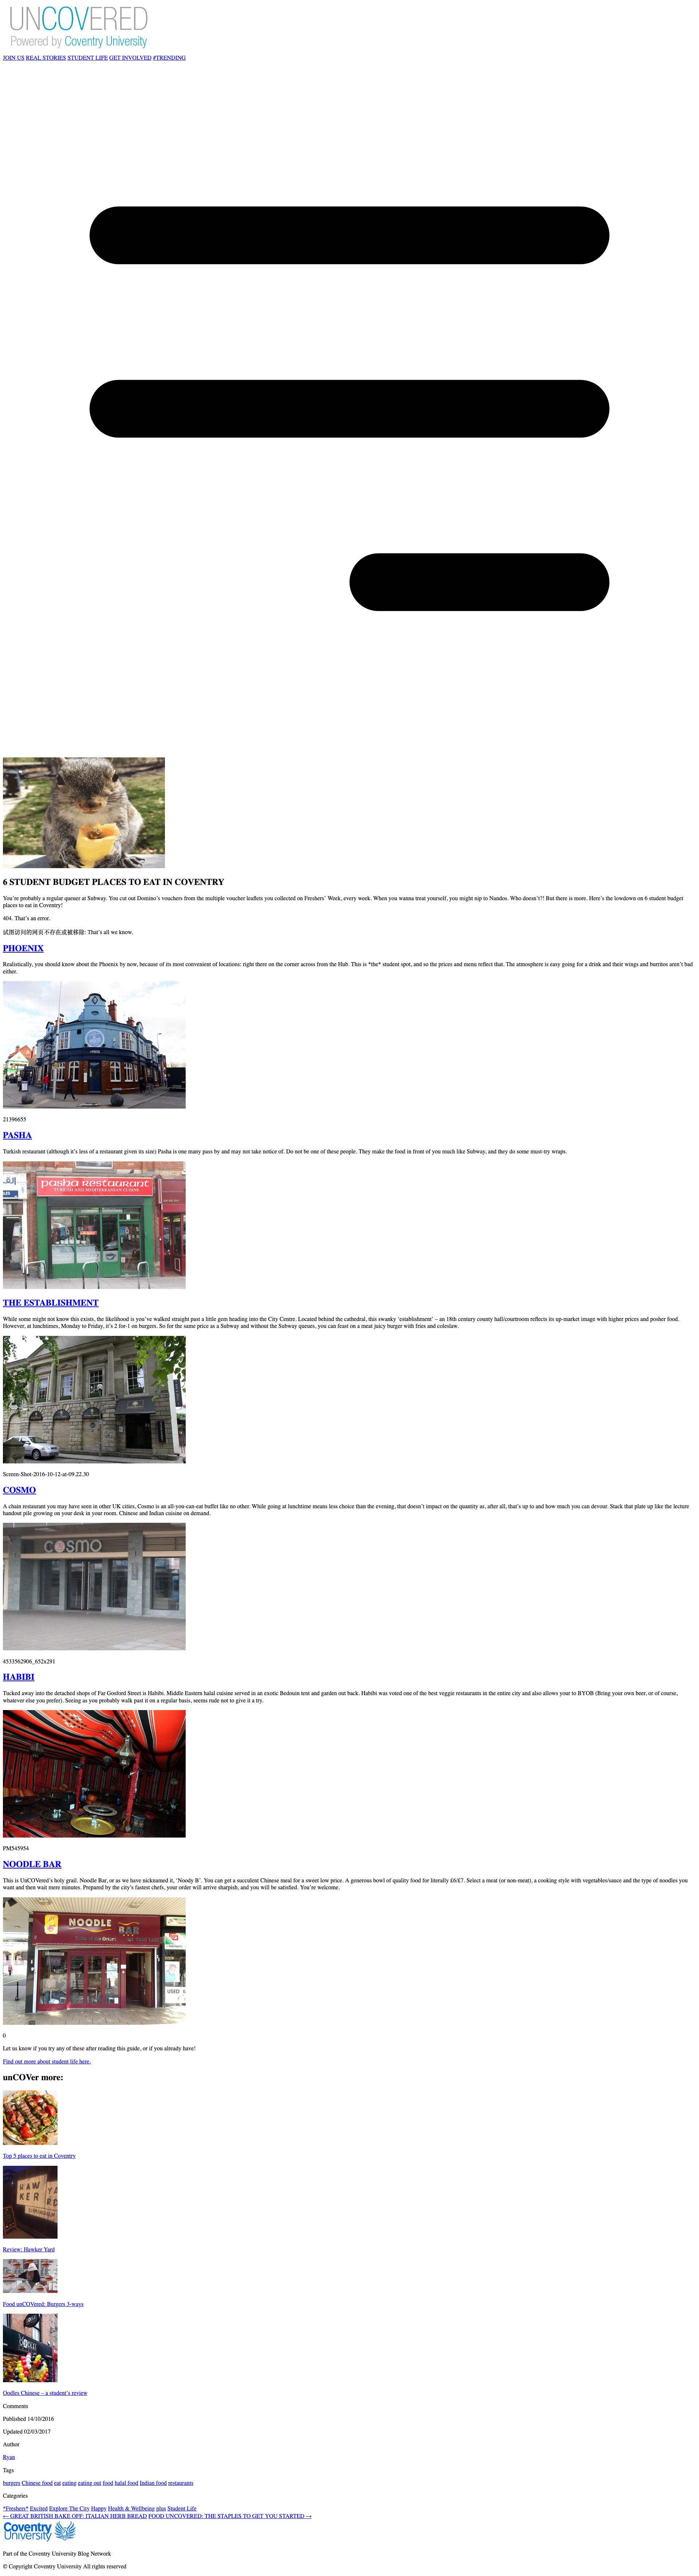 UNCOVERED
Powered by Coventry University
JOIN US REAL STORIES STUDENT LIFE GET INVOLVED #TRENDING
6 STUDENT BUDGET PLACES TO EAT IN COVENTRY
You're probably a regular queuer at Subway. You cut out Domino's vouchers from the multiple voucher leaflets you collected on Freshers' Week, every week. When you wanna treat yourself, you might nip to Nandos. Who doesn't?! But there is more. Here's the lowdown on 6 student budget
places to eat in Coventry!
404. That's an error.
试图访问的网页不存在或被移除: That's all we know.
PHOENIX
Realistically, you should know about the Phoenix by now, because of its most convenient of locations: right there on the corner across from the Hub. This is *the* student spot, and so the prices and menu reflect that. The atmosphere is easy going for a drink and their wings and burritos aren't bad
either.
21396655
PASHA
Turkish restaurant (although it's less of a restaurant given its size) Pasha is one many pass by and may not take notice of. Do not be one of these people. They make the food in front of you much like Subway, and they do some must-try wraps.
pasha restaurant
TURKISH AND MEDITERRANEAN CUISINE
THE ESTABLISHMENT
While some might not know this exists, the likelihood is you've walked straight past a little gem heading into the City Centre. Located behind the cathedral, this swanky 'establishment' – an 18th century county hall/courtroom reflects its up-market image with higher prices and posher food.
However, at lunchtimes, Monday to Friday, it's 2 for-1 on burgers. So for the same price as a Subway and without the Subway queues, you can feast on a meat juicy burger with fries and coleslaw.
Screen-Shot-2016-10-12-at-09.22.30
COSMO
A chain restaurant you may have seen in other UK cities, Cosmo is an all-you-can-eat buffet like no other. While going at lunchtime means less choice than the evening, that doesn't impact on the quantity as, after all, that's up to and how much you can devour. Stack that plate up like the lecture
handout pile growing on your desk in your room. Chinese and Indian cuisine on demand.
COSMO
4533562906_652x291
HABIBI
Tucked away into the detached shops of Far Gosford Street is Habibi. Middle Eastern halal cuisine served in an exotic Bedouin tent and garden out back. Habibi was voted one of the best veggie restaurants in the entire city and also allows your to BYOB (Bring your own beer, or of course,
whatever else you prefer). Seeing as you probably walk past it on a regular basis, seems rude not to give it a try.
PM545954
NOODLE BAR
This is UnCOVered's holy grail. Noodle Bar, or as we have nicknamed it, 'Noody B'. You can get a succulent Chinese meal for a sweet low price. A generous bowl of quality food for literally £6/£7. Select a meat (or non-meat), a cooking style with vegetables/sauce and the type of noodles you
want and then wait mere minutes. Prepared by the city's fastest chefs, your order will arrive sharpish, and you will be satisfied. You're welcome.
NOODLE BAR
USED
0
Let us know if you try any of these after reading this guide, or if you already have!
Find out more about student life here.
unCOVer more:
Top 5 places to eat in Coventry
HAW
KER
Review: Hawker Yard
Food unCOVered: Burgers 3-ways
Oodles Chinese – a student's review
Comments
Published 14/10/2016
Updated 02/03/2017
Author
Ryan
Tags
burgers Chinese food eat eating eating out food halal food Indian food restaurants
Categories
*Freshers* Excited Explore The City Happy Health & Wellbeing plus Student Life
← GREAT BRITISH BAKE OFF: ITALIAN HERB BREAD FOOD UNCOVERED: THE STAPLES TO GET YOU STARTED →
Coventry
University
Part of the Coventry University Blog Network
© Copyright Coventry University All rights reserved